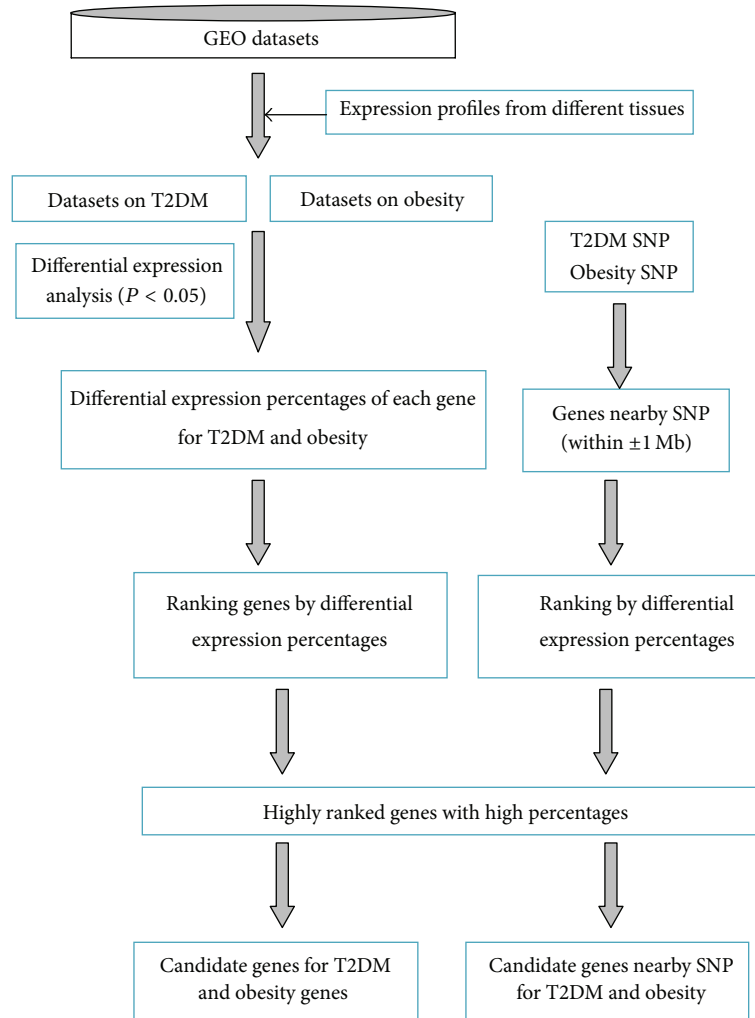 GEO datasets
Expression profiles from different tissues
Datasets on T2DM
Datasets on obesity
T2DM SNP
Obesity SNP
Differential expression
analysis (P < 0.05)
Differential expression percentages of each gene
for T2DM and obesity
Genes nearby SNP
(within ±1 Mb)
Ranking genes by differential
expression percentages
Ranking by differential
expression percentages
Highly ranked genes with high percentages
Candidate genes for T2DM
and obesity genes
Candidate genes nearby SNP
for T2DM and obesity